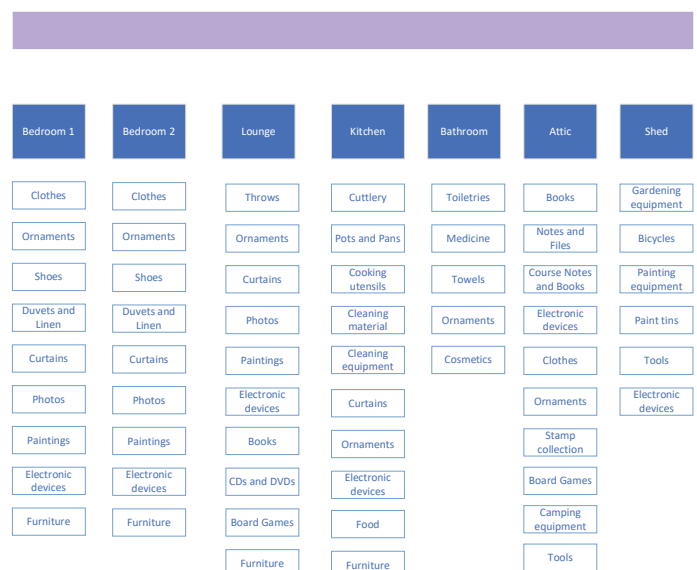 Bedroom 1
Bedroom 2
Lounge
Kitchen
Bathroom
Attic
Shed
Clothes
Ornaments
Shoes
Duvets and
Linen
Curtains
Photos
Paintings
Electronic
devices
Furniture
Clothes
Ornaments
Shoes
Duvets and
Linen
Curtains
Photos
Paintings
Electronic
devices
Furniture
Throws
Ornaments
Curtains
Photos
Paintings
Electronic
devices
Books
CDs and DVDs
Board Games
Furniture
Cuttlery
Pots and Pans
Cooking
utensils
Cleaning
material
Cleaning
equipment
Curtains
Ornaments
Electronic
devices
Food
Furniture
Toiletries
Medicine
Towels
Ornaments
Cosmetics
Books
Notes and
Files
Course Notes
and Books
Electronic
devices
Clothes
Ornaments
Stamp
collection
Board Games
Camping
equipment
Tools
Gardening
equipment
Bicycles
Painting
equipment
Paint tins
Tools
Electronic
devices